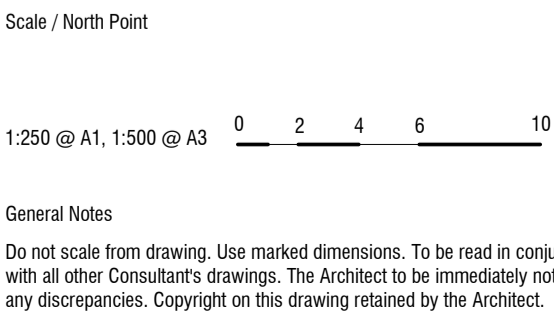 Scale / North Point
0 2 4 6 10
1:250 @ A1, 1:500 @ A3
General Notes
Do not scale from drawing. Use marked dimensions. To be read in
with all other Consultant's drawings. The Architect to be immediately
any discrepancies. Copyright on this drawing retained by the Architect.